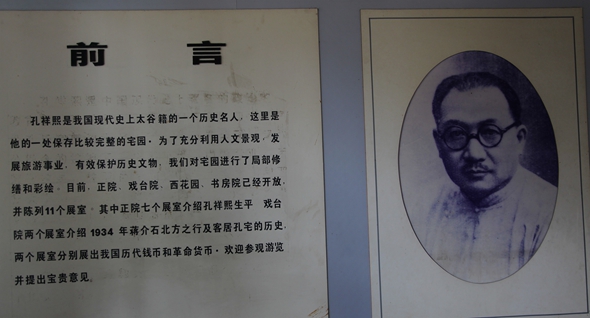 前 言
孔祥熙是我国现代史上太谷籍的一个历史名人，这里是
他的一处保存比较完整的宅园。为了充分利用人文景观，发
展旅游事业，有效保护历史文物，我们对宅园进行了局部修
缮和彩绘。目前，正院、戏台院、西花园、书房院已经开放，
并陈列11个展室。其中正院七个展室介绍孔祥熙生平，戏台
院两个展室介绍1934年蒋介石北方之行及客居孔宅的历史，
两个展室分别展出我国历代钱币和革命货币。欢迎参观游览
并提出宝贵意见。